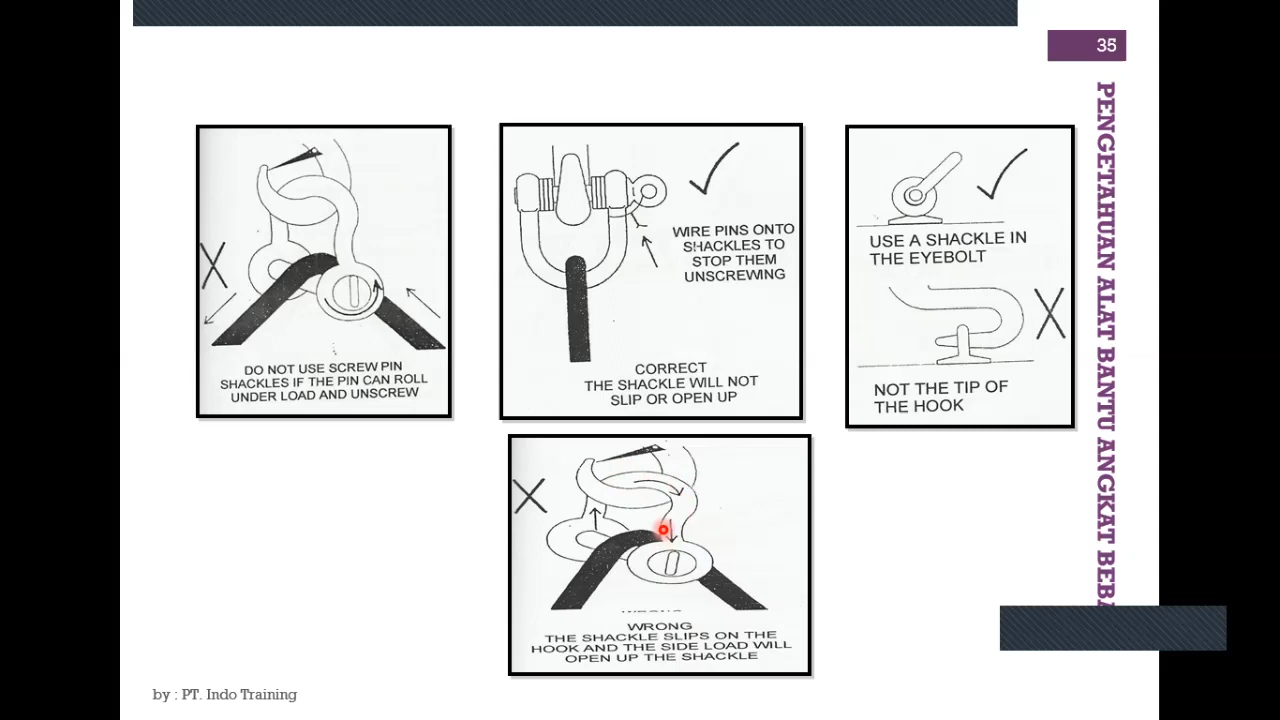 35
PENGETAHUAN ALAT BANTU ANGKAT
DO NOT USE SCREW PIN
SHACKLES IF THE PIN CAN ROLL
UNDER LOAD AND UNSCREW
WIRE PINS ONTO
SHACKLES TO
STOP THEM
UNSCREWING
CORRECT
THE SHACKLE WILL NOT
SLIP OR OPEN UP
USE A SHACKLE IN
THE EYEBOLT
NOT THE TIP OF
THE HOOK
WRONG
THE SHACKLE SLIPS ON THE
HOOK AND THE SIDE LOAD WILL
OPEN UP THE SHACKLE
by : PT. Indo Training